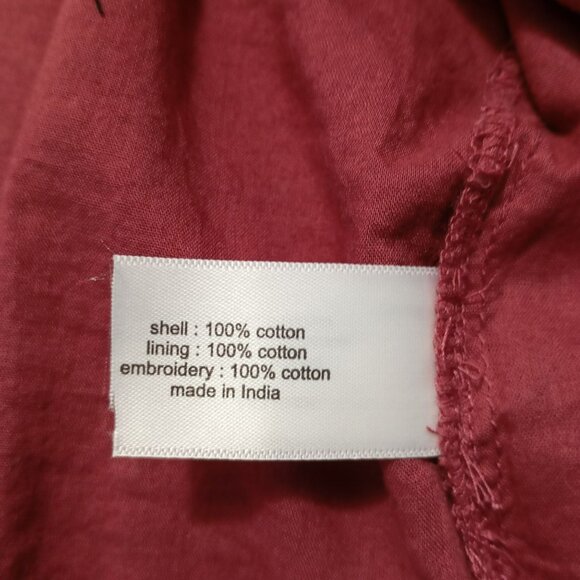 shell : 100% cotton
lining : 100% cotton
embroidery : 100% cotton
made in India